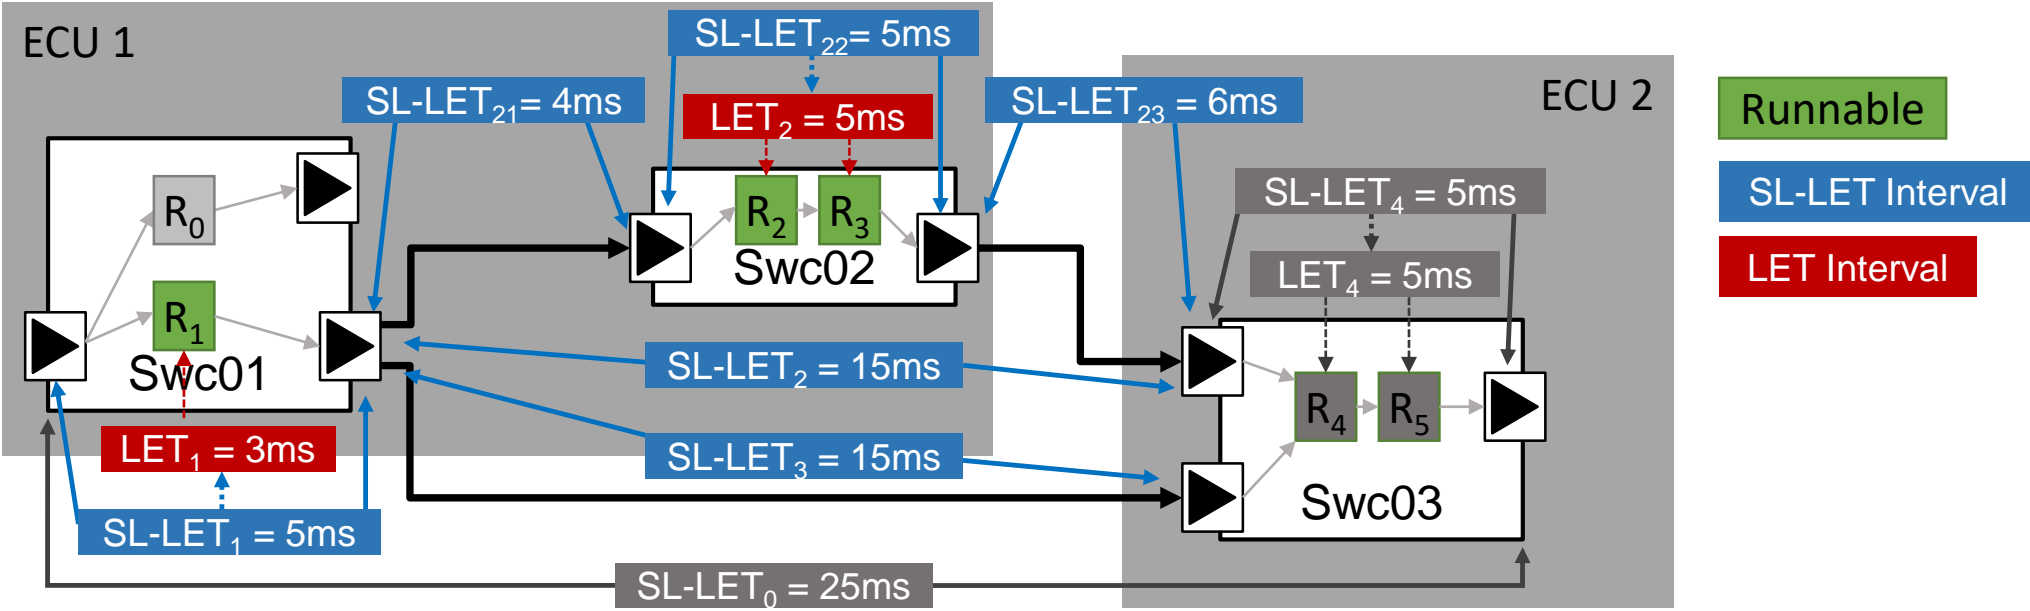 ECU 1
SL-LET22= 5ms
SL-LET21= 4ms
LET2 = 5ms
SL-LET23 = 6ms
ECU 2
Runnable
SL-LET Interval
LET Interval
R0
R1
Swc01
R2
R3
Swc02
SL-LET4 = 5ms
LET4 = 5ms
SL-LET2 = 15ms
SL-LET3 = 15ms
R4
R5
Swc03
LET1 = 3ms
SL-LET1 = 5ms
SL-LET0 = 25ms